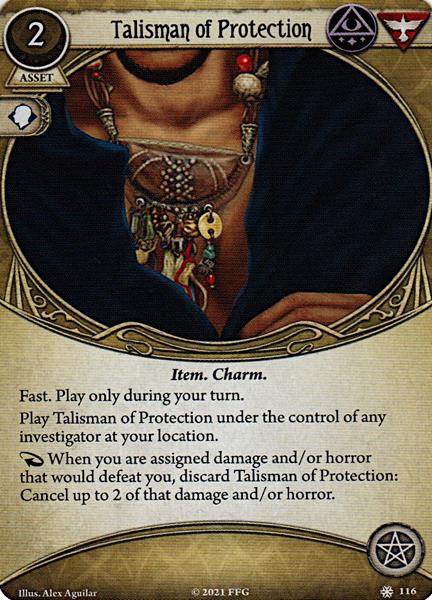 2
Talisman of Protection
ASSET
Item. Charm.
Fast. Play only during your turn.
Play Talisman of Protection under the control of any
investigator at your location.
When you are assigned damage and/or horror
that would defeat you, discard Talisman of Protection:
Cancel up to 2 of that damage and/or horror.
Illus. Alex Aguilar
© 2021 FFG
116